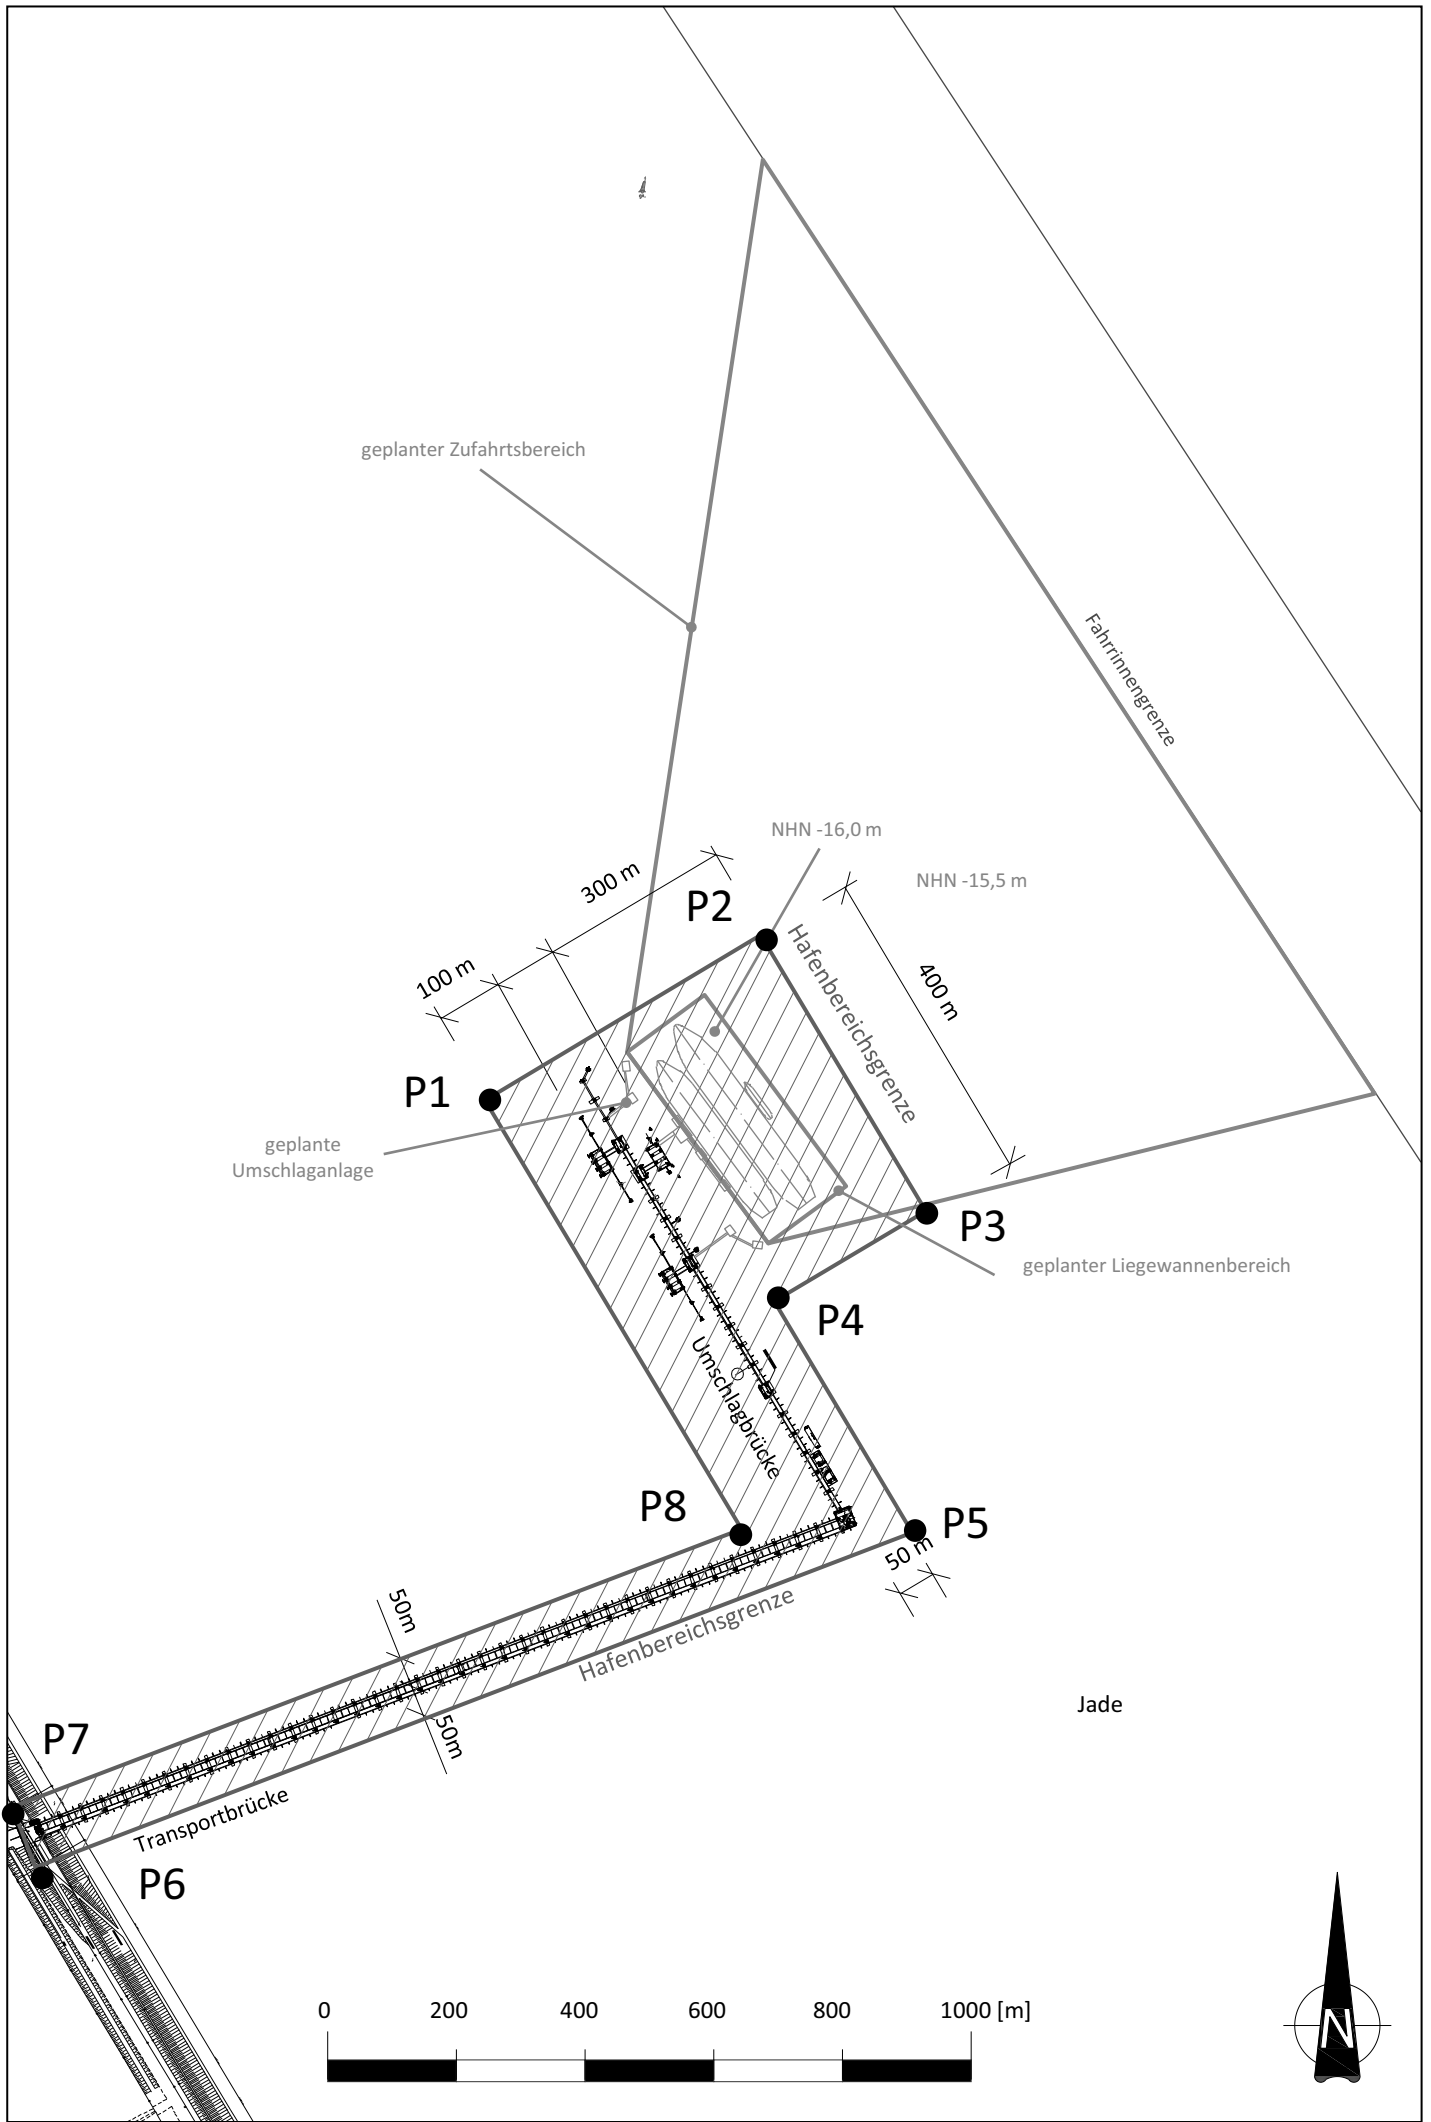 geplanter Zufahrtsbereich
Fahrrinnengrenze
NHN -16,0 m
300 m
NHN -15,5 m
P2
Hafenbereichsgrenze
100 m
400 m
P1
geplante
Umschlaganlage
P3
geplanter Liegewannenbereich
P4
Umschlagbrücke
P8
P5
50 m
50m
Hafenbereichsgrenze
Jade
50m
P7
Transportbrücke
P6
0 200 400 600 800 1000 [m]
N